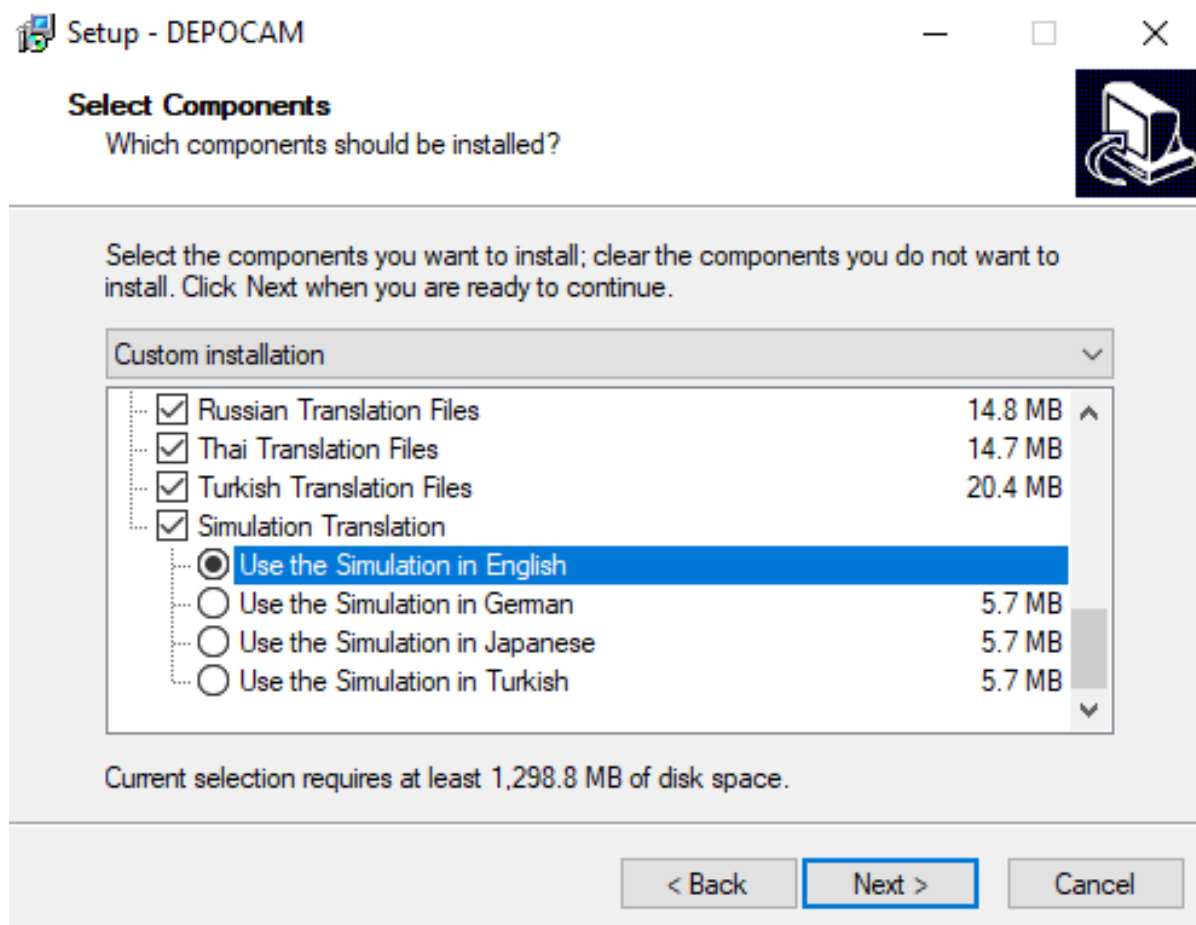 Setup - DEPOCAM
Select Components
Which components should be installed?
Select the components you want to install; clear the components you do not want to
install. Click Next when you are ready to continue.
Custom installation
Russian Translation Files 14.8 MB
Thai Translation Files 14.7 MB
Turkish Translation Files 20.4 MB
Simulation Translation
Use the Simulation in English
Use the Simulation in German 5.7 MB
Use the Simulation in Japanese 5.7 MB
Use the Simulation in Turkish 5.7 MB
Current selection requires at least 1,298.8 MB of disk space.
< Back Next > Cancel